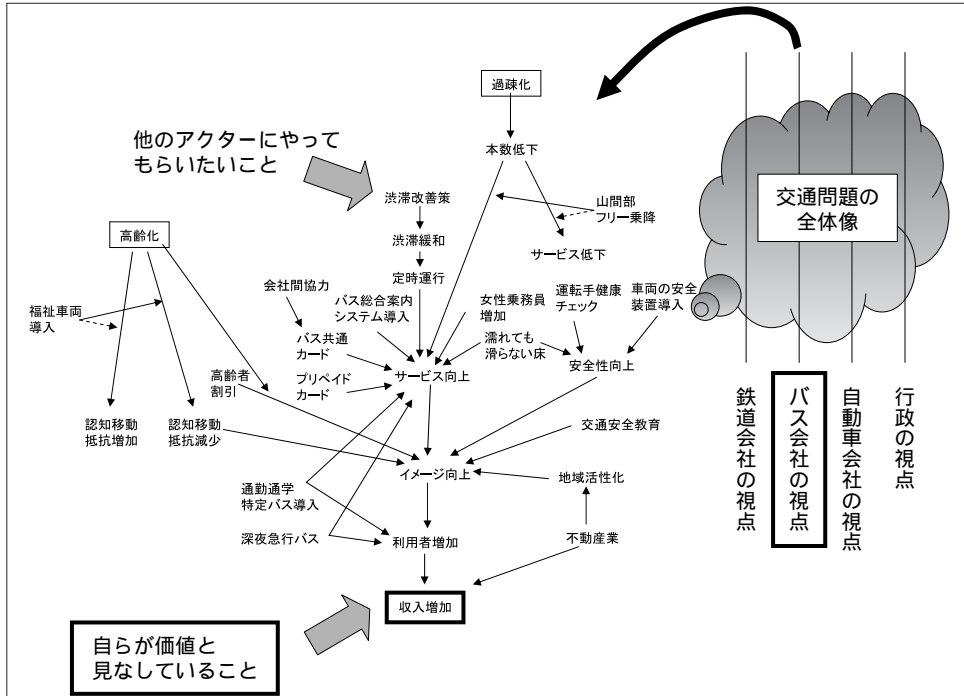 過疎化
他のアクターにやって
もらいたいこと
本数低下
渋滞改善策
山間部
フリー乗降
交通問題の
全体像
高齢化
渋滞緩和
サービス低下
定時運行
会社間協力
バス総合案内
システム導入
女性乗務員
増加
運転手健康
チェック
車両の安全
装置導入
福祉車両
導入
バス共通
カード
濡れても
滑らない床
高齢者
割引
プリペイド
カード
サービス向上
安全性向上
認知移動
抵抗増加
認知移動
抵抗減少
交通安全教育
イメージ向上
地域活性化
通勤通学
特定バス導入
深夜急行バス
利用者増加
不動産業
収入増加
自らが価値と
見なしていること
鉄道会社の視点
バス会社の視点
自動車会社の視点
行政の視点